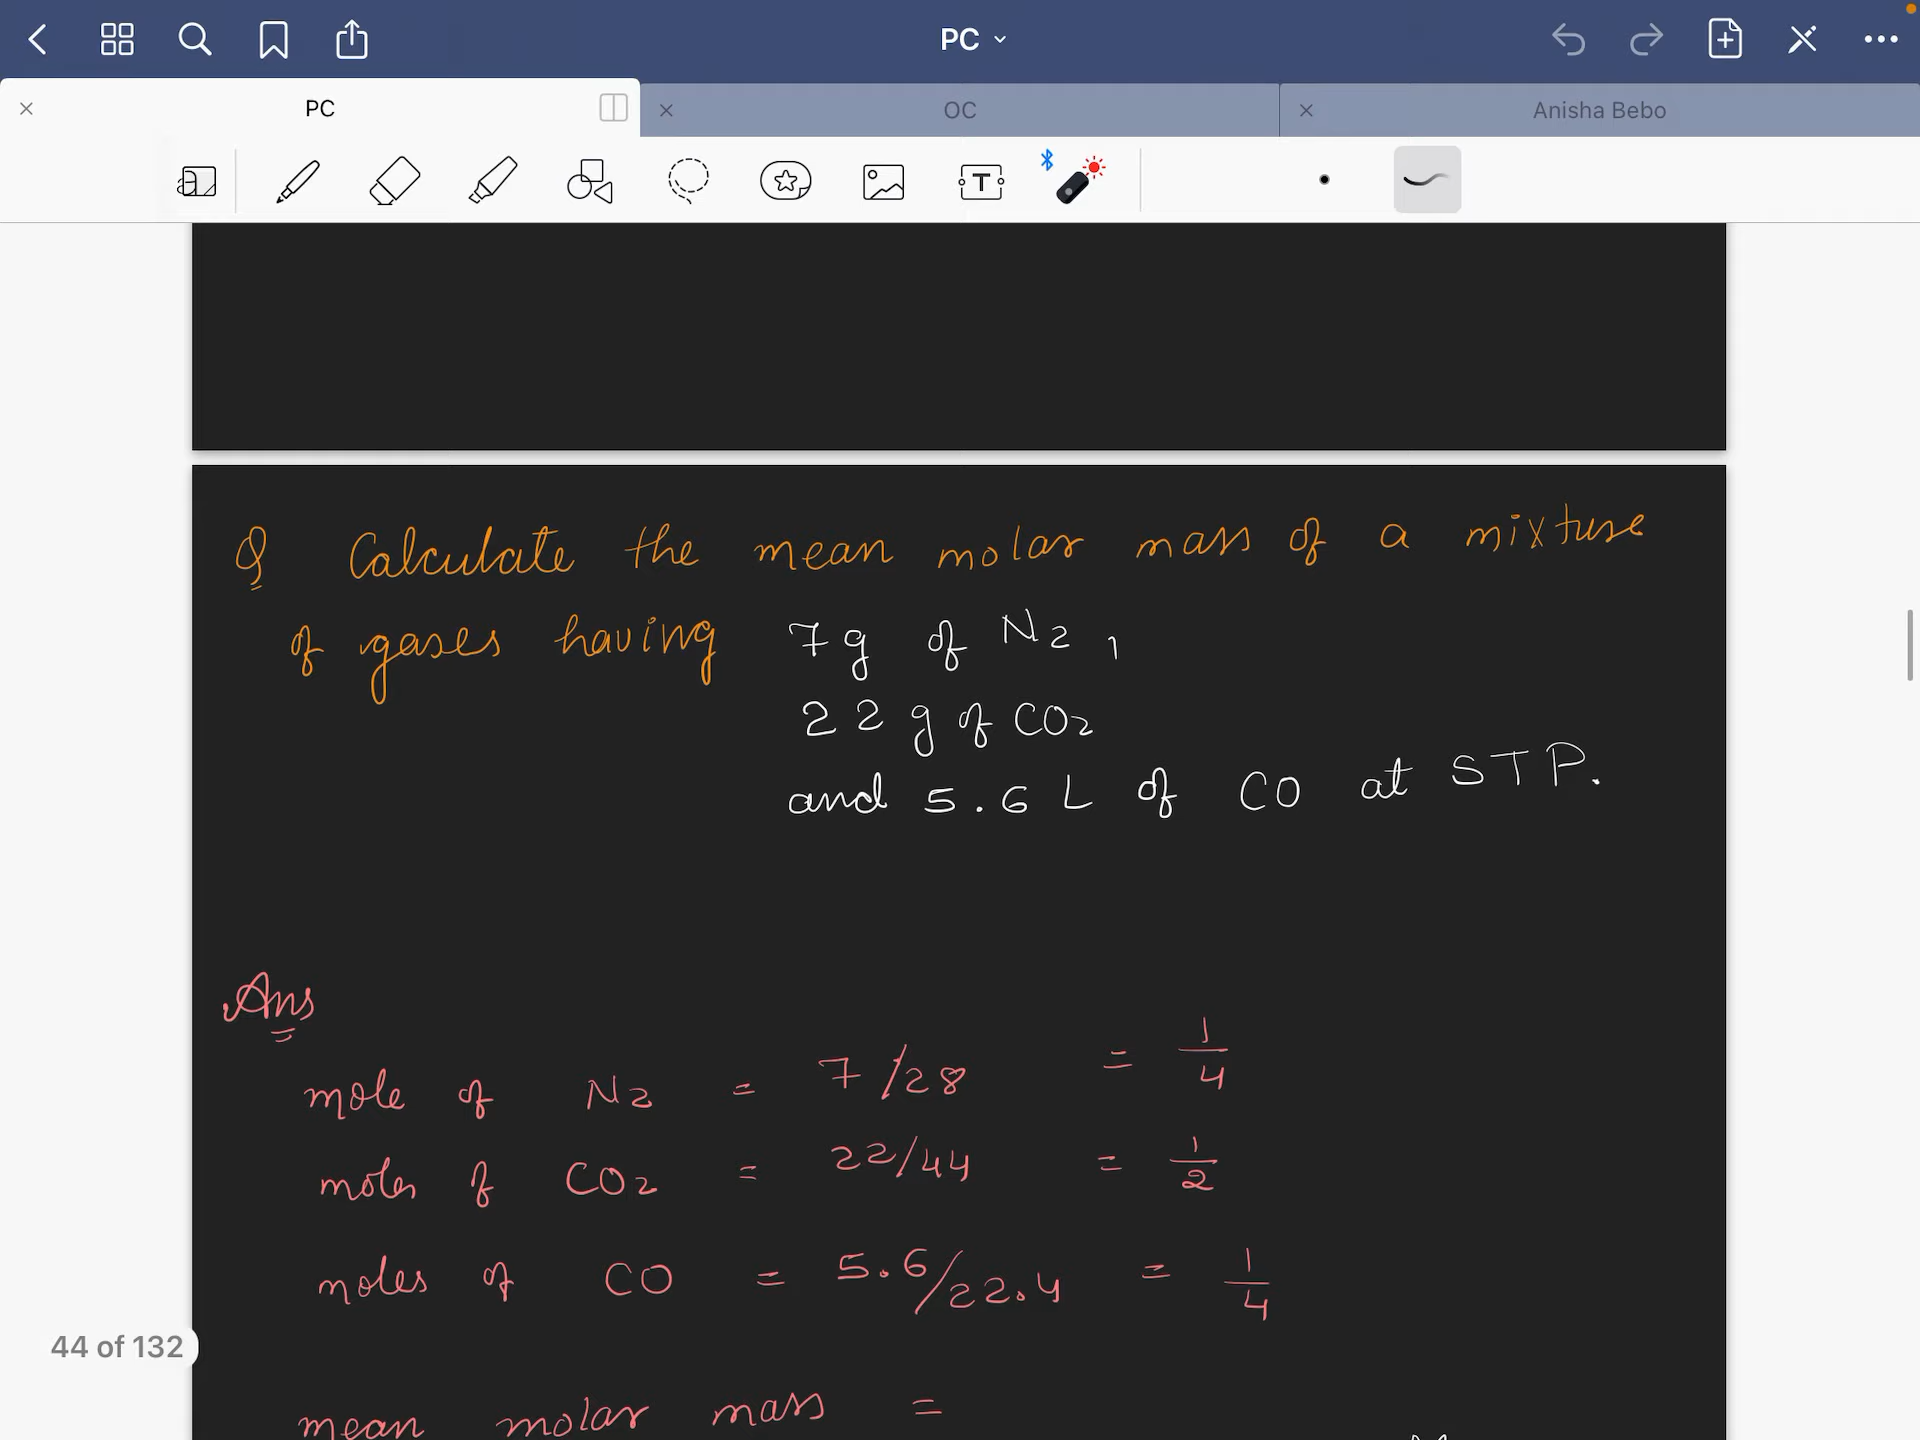 PC
PC
OC
Anisha Bebo
T
Q Calculate the mean molar mass of a mixture
of gases having 7g of N2,
22 g of CO2
and 5.6 L of CO at STP.
Ans
mole of N2 = 7/28 = 1/4
moles of CO2 = 22/44 = 1/2
moles of CO = 5.6/22.4 = 1/4
44 of 132
mean molar mass =